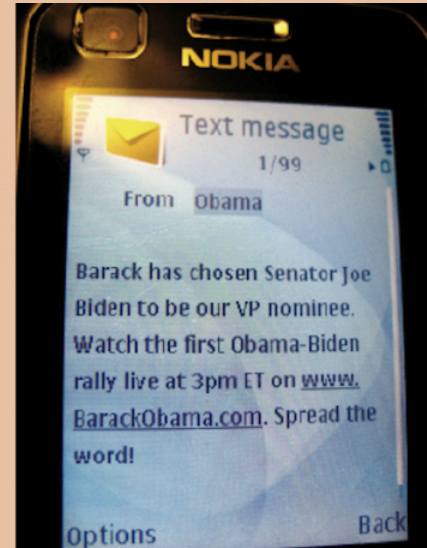 NOKIA
Text message
1/99
From Obama
Barack has chosen Senator Joe
Biden to be our VP nominee.
Watch the first Obama-Biden
rally live at 3pm ET on www.
BarackObama.com. Spread the
word!
Options Back